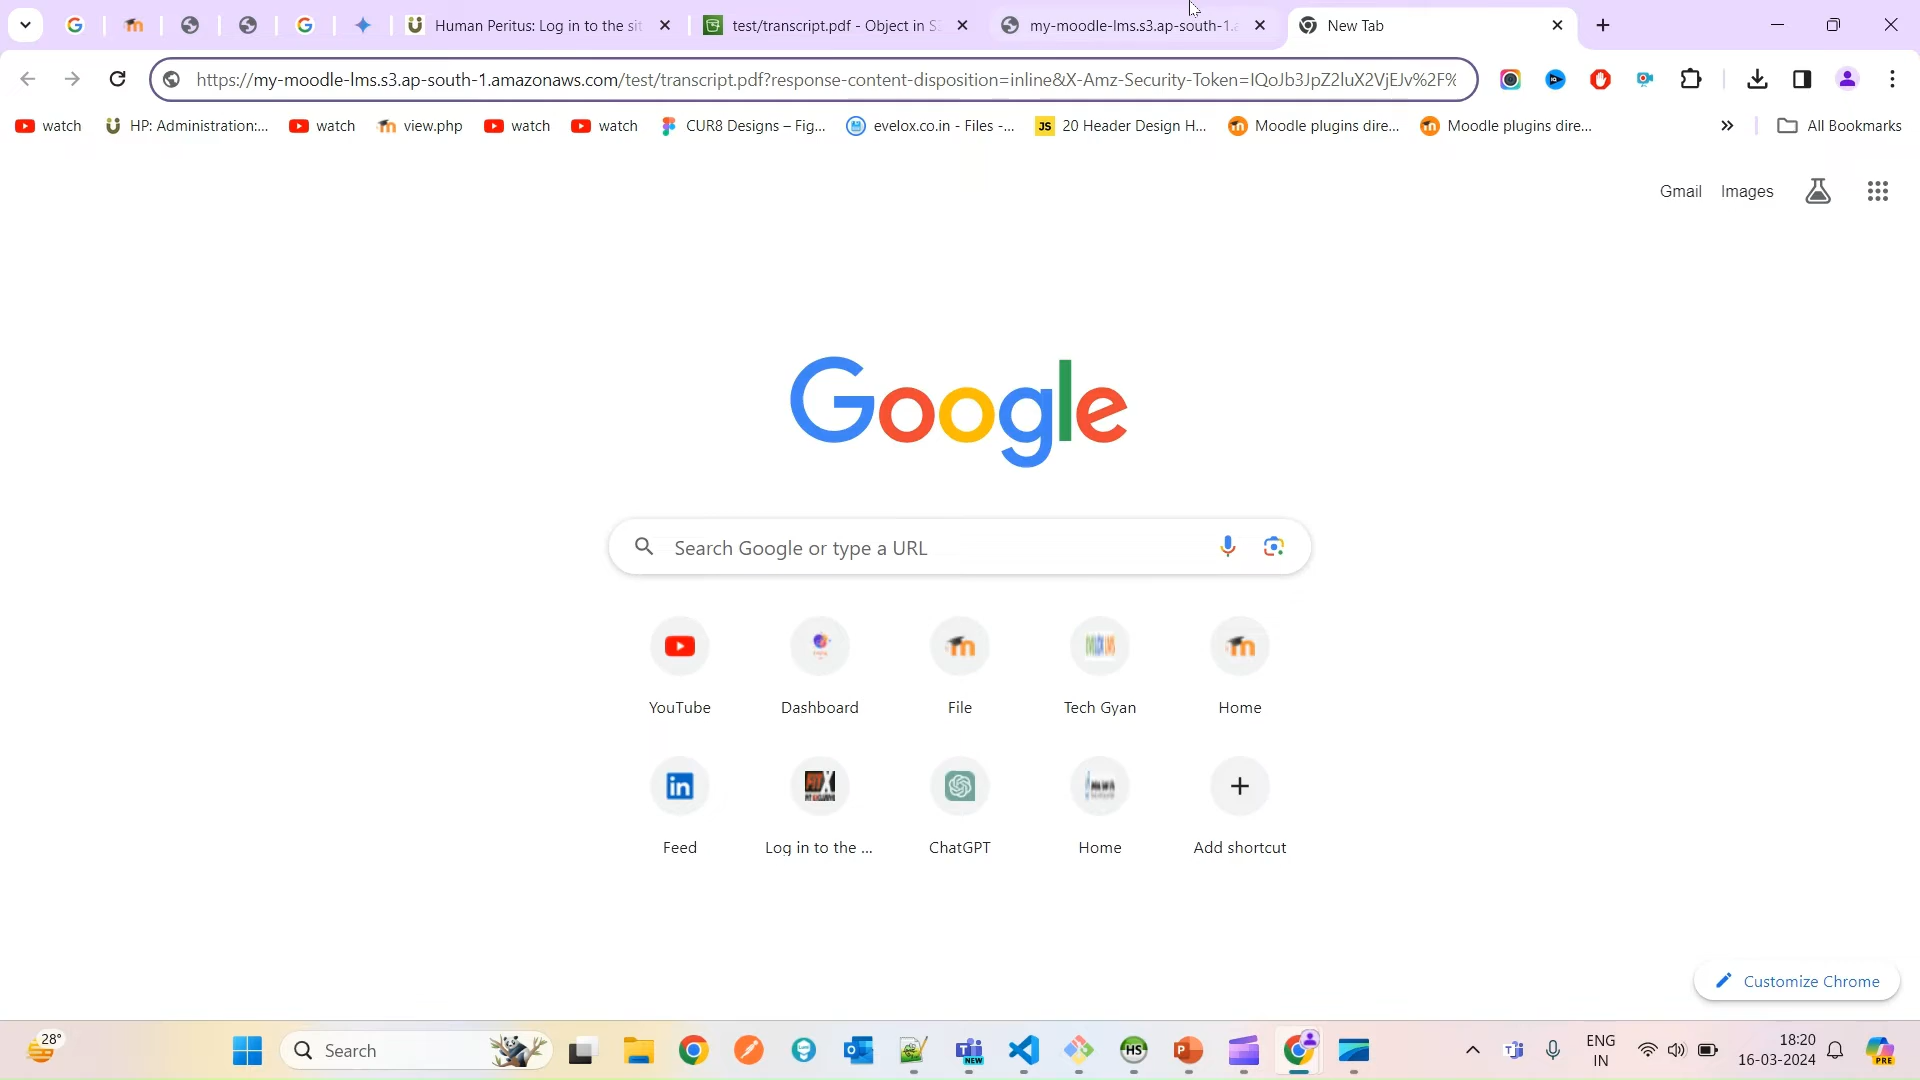 Human Peritus: Log in to the sit
test/transcript.pdf - Object in S3
my-moodle-lms.s3.ap-south-1.a
New Tab
https://my-moodle-lms.s3.ap-south-1.amazonaws.com/test/transcript.pdf?response-content-disposition=inline&X-Amz-Security-Token=IQoJb3JpZ2luX2VjEJv%2F%
watch
HP: Administration:...
watch
view.php
watch
watch
CUR8 Designs – Fig...
evelox.co.in - Files -...
JS
20 Header Design H...
Moodle plugins dire...
Moodle plugins dire...
All Bookmarks
Gmail
Images
Google
Search Google or type a URL
YouTube
Dashboard
File
Tech Gyan
Home
Feed
Log in to the ...
ChatGPT
Home
Add shortcut
Customize Chrome
28°
Search
NEW
HS
ENG
IN
18:20
16-03-2024
PRE